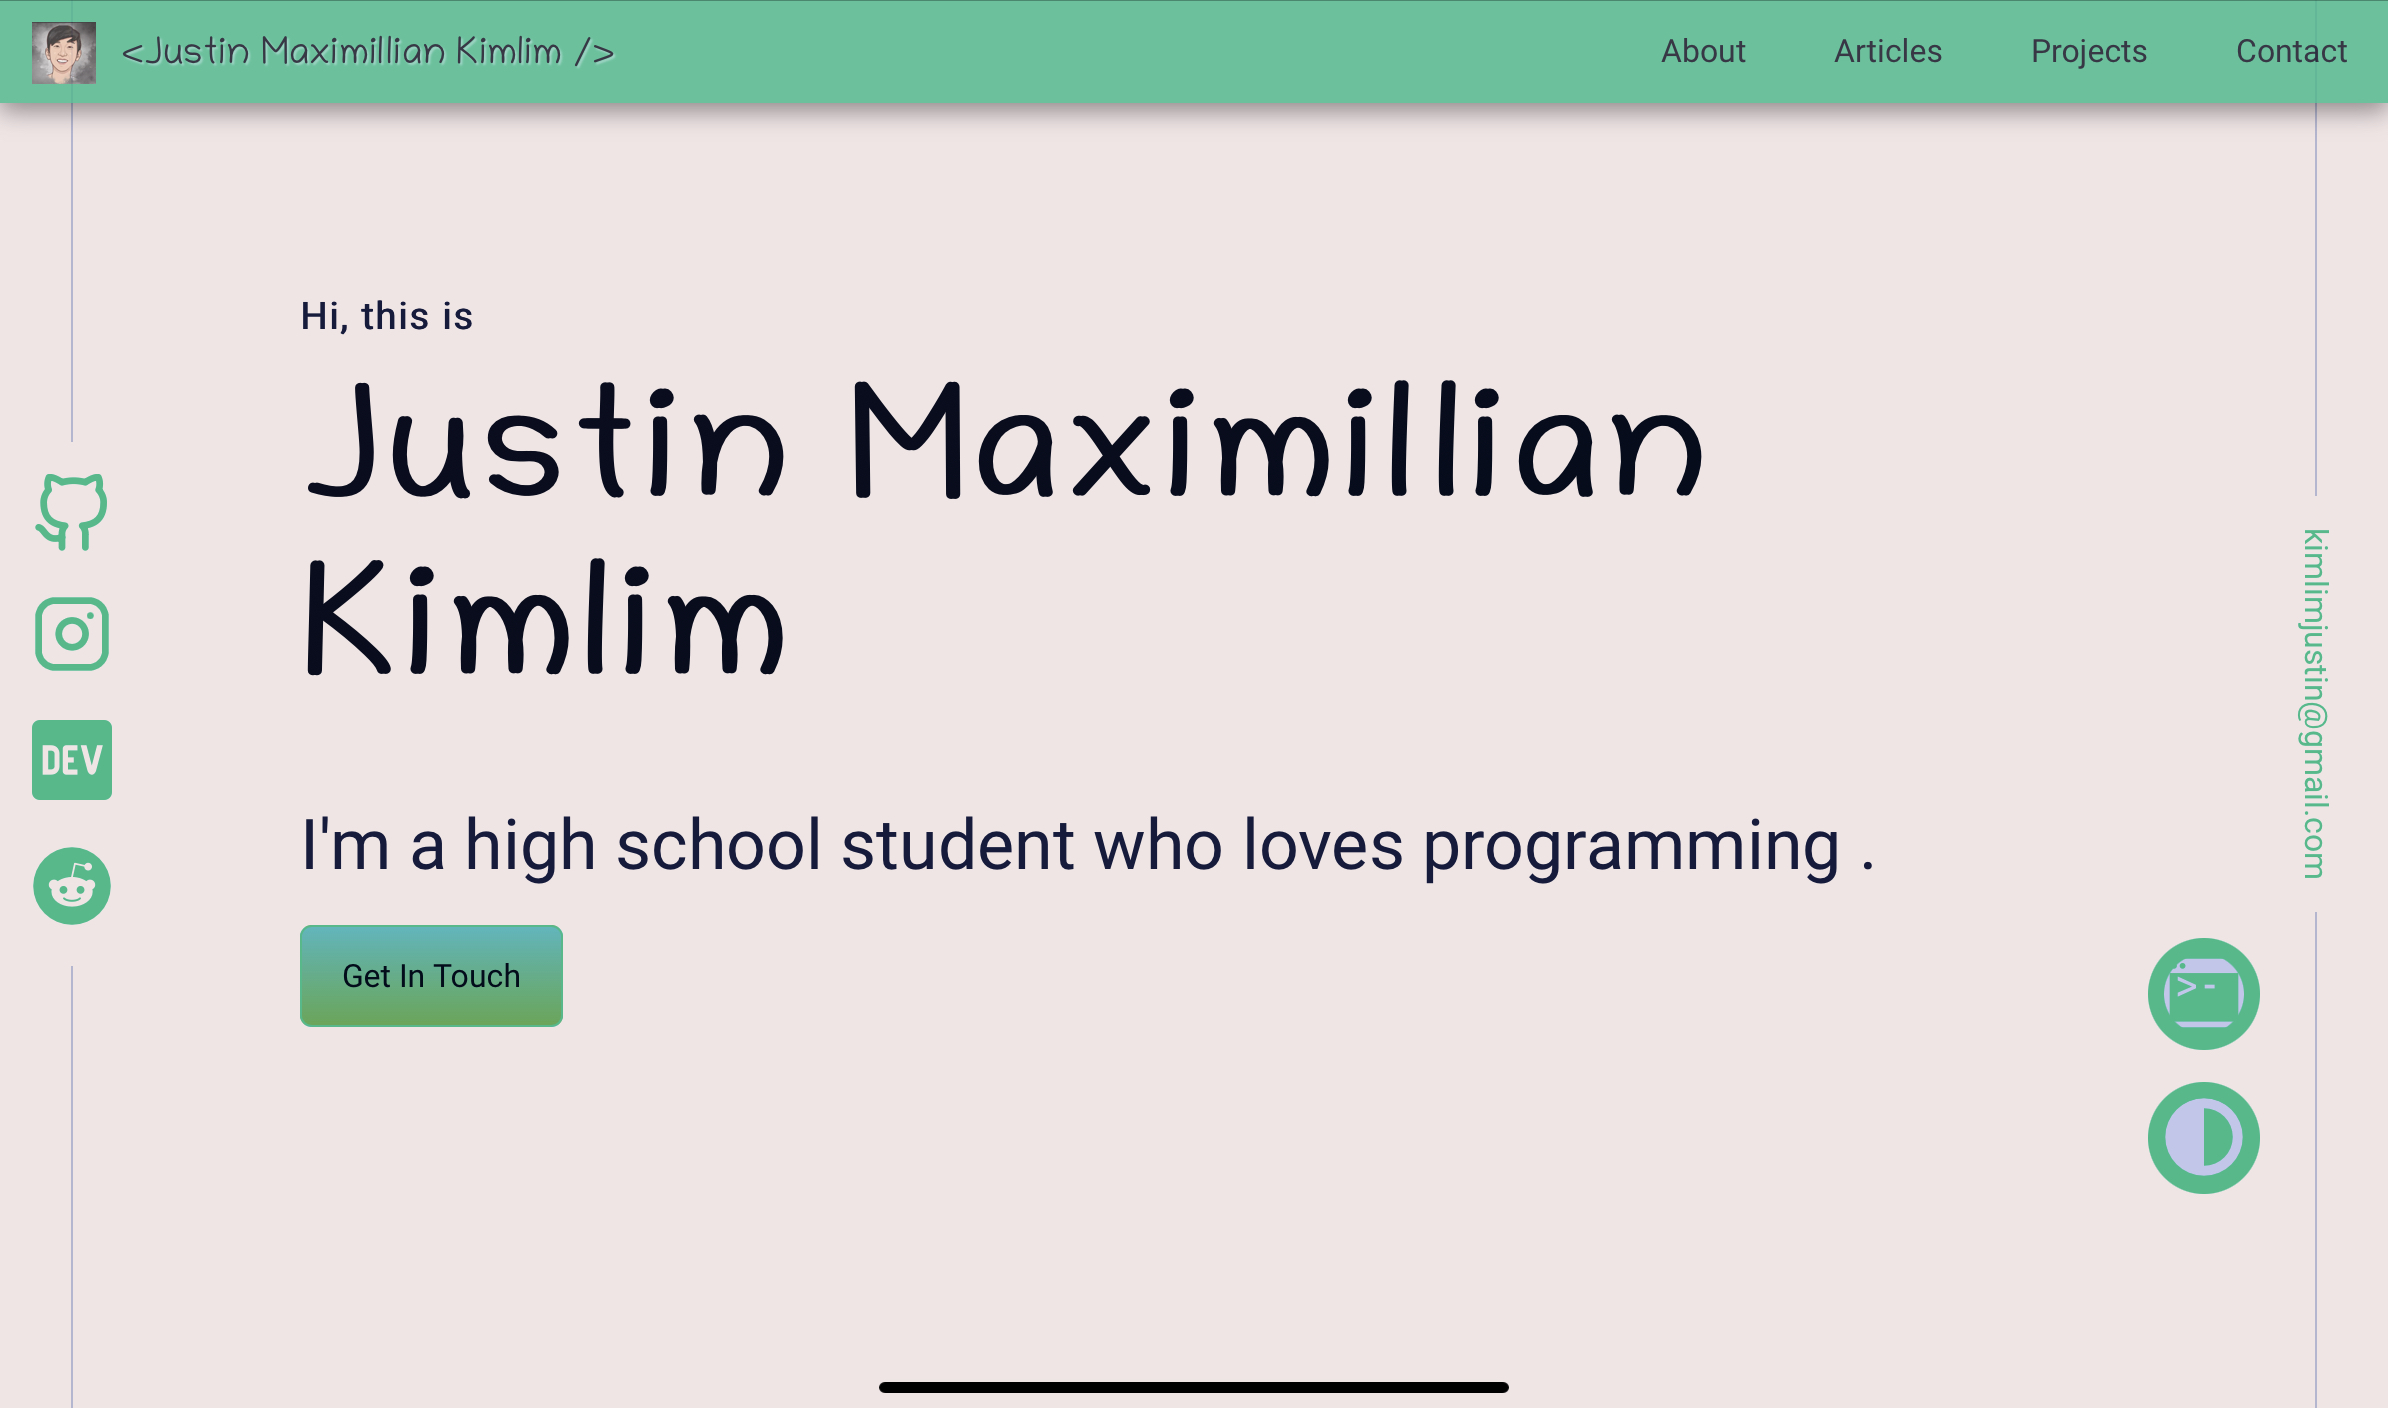 <Justin Maximillian Kimlim />
About Articles Projects Contact
Hi, this is
Justin Maximillian
Kimlim
I'm a high school student who loves programming .
Get In Touch
DEV
kimlimjustin@gmail.com
>-